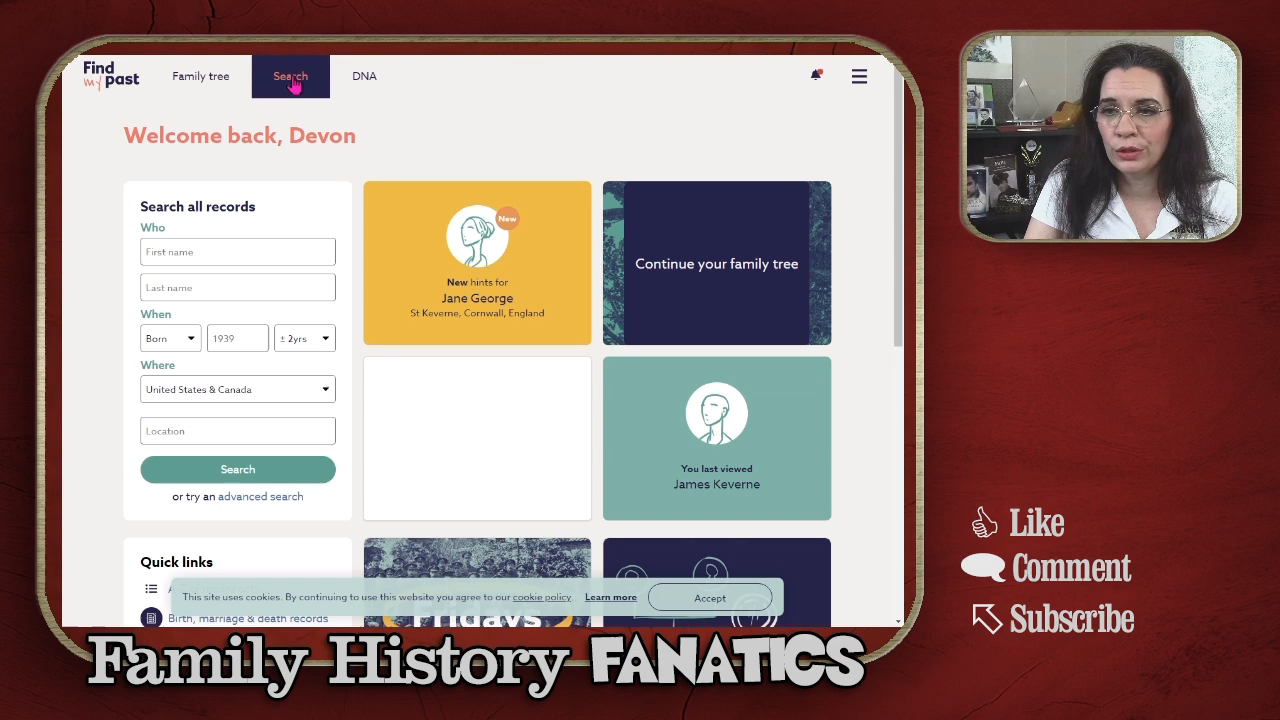 Find
my past
Family tree
Search
DNA
Welcome back, Devon
Search all records
Who
First name
Last name
When
Born
1939
± 2yrs
Where
United States & Canada
Location
Search
or try an advanced search
New
New hints for
Jane George
St Keverne, Cornwall, England
Continue your family tree
You last viewed
James Keverne
Quick links
Fridays
This site uses cookies. By continuing to use this website you agree to our cookie policy.
Learn more
Accept
Birth, marriage & death records
Like
Comment
Subscribe
Family History FANATICS